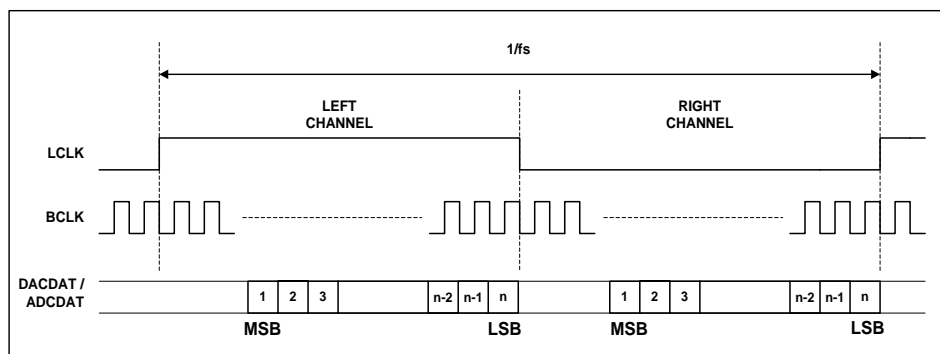 1/fs
LEFT
CHANNEL
RIGHT
CHANNEL
LCLK
BCLK
DACDAT /
ADCDAT
1 2 3 n-2 n-1 n 1 2 3 n-2 n-1 n
MSB LSB MSB LSB